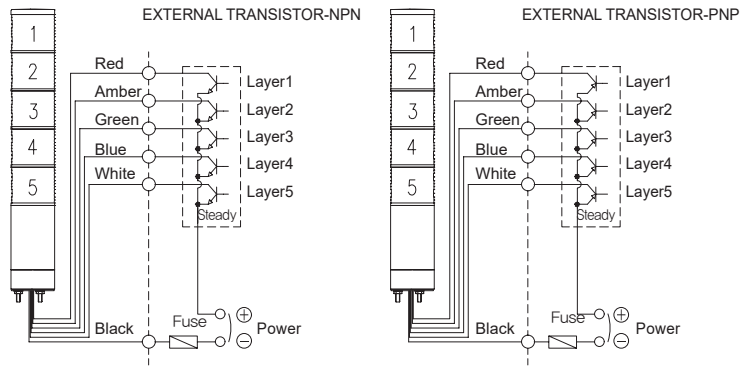 EXTERNAL TRANSISTOR-NPN
1
2
3
4
5
Red
Amber
Green
Blue
White
Layer1
Layer2
Layer3
Layer4
Layer5
Steady
Black
Fuse
+
Power
−
EXTERNAL TRANSISTOR-PNP
1
2
3
4
5
Red
Amber
Green
Blue
White
Layer1
Layer2
Layer3
Layer4
Layer5
Steady
Black
Fuse
+
Power
−